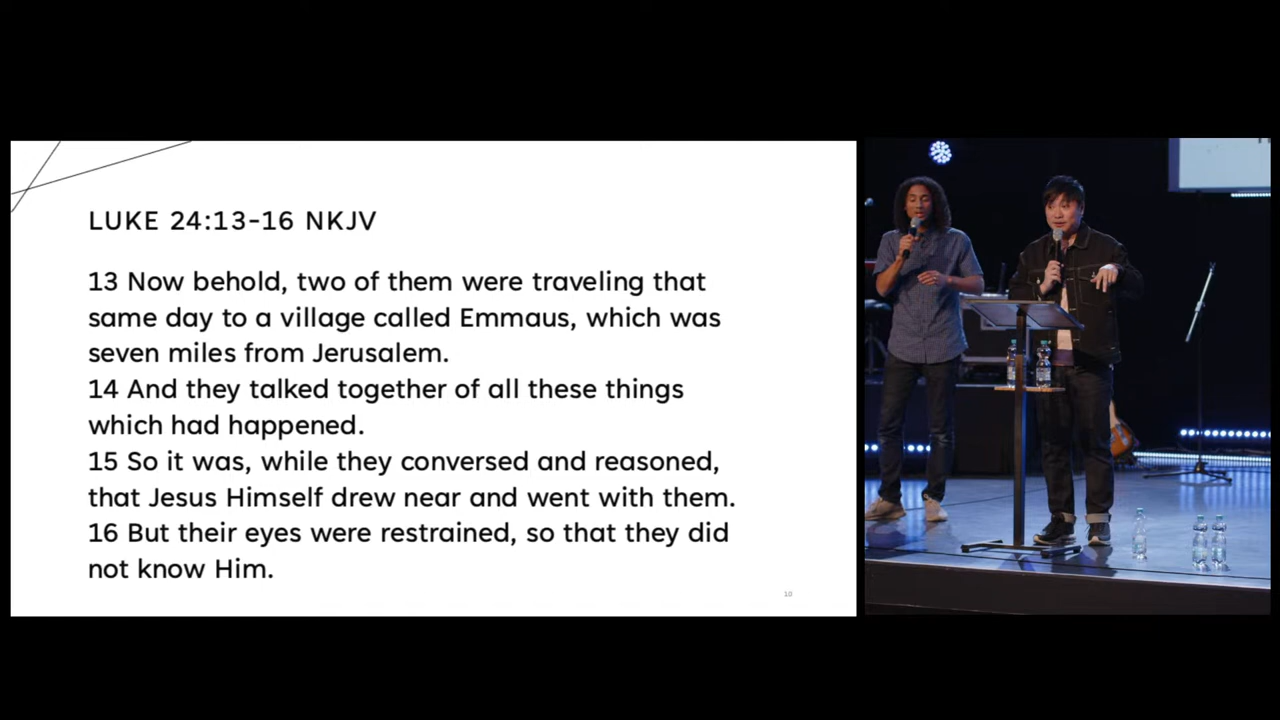 LUKE 24:13-16 NKJV
13 Now behold, two of them were traveling that
same day to a village called Emmaus, which was
seven miles from Jerusalem.
14 And they talked together of all these things
which had happened.
15 So it was, while they conversed and reasoned,
that Jesus Himself drew near and went with them.
16 But their eyes were restrained, so that they did
not know Him.
10